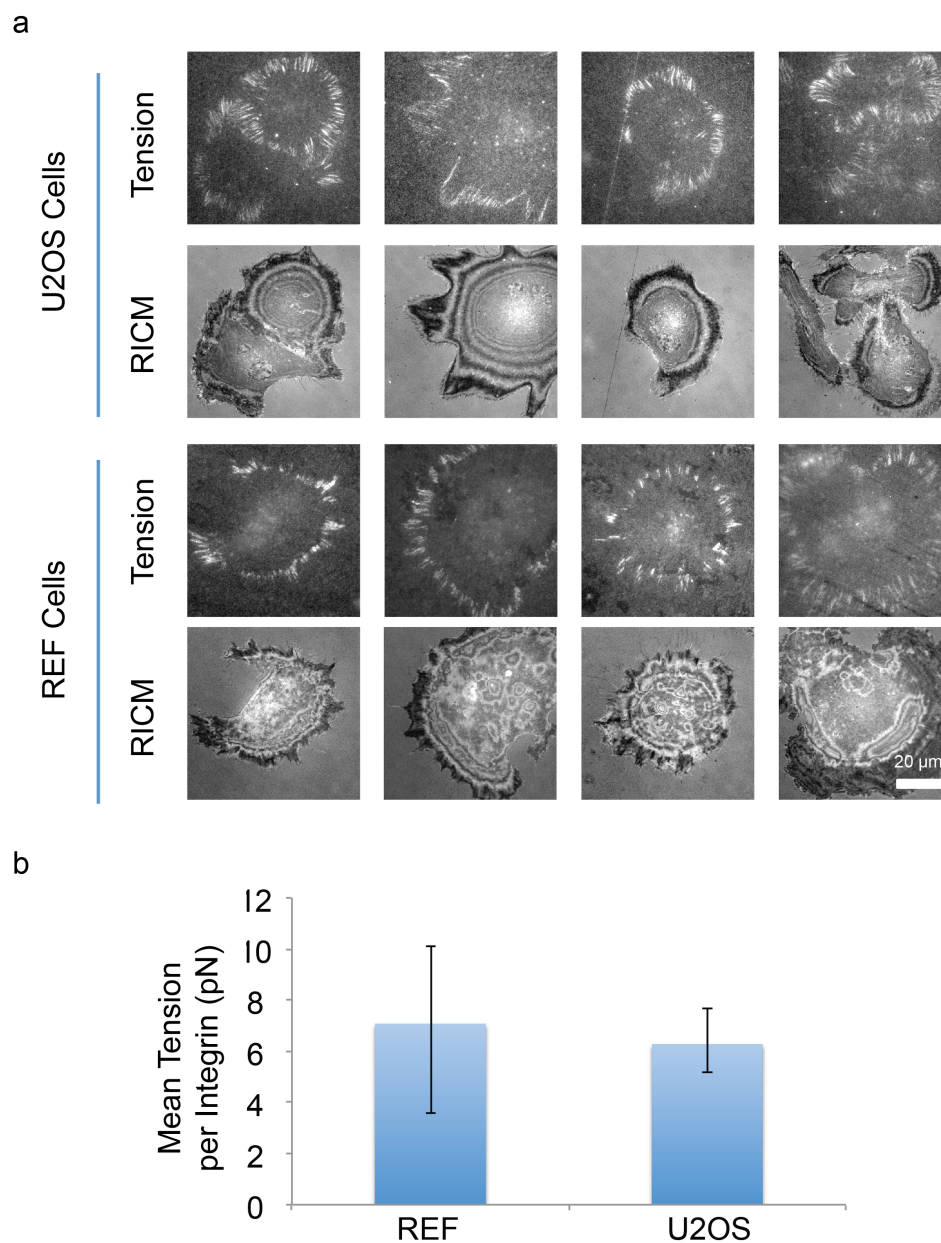 a
U2OS Cells
Tension
RICM
REF Cells
Tension
RICM
20 µm
b
Mean Tension
per Integrin (pN)
12
10
8
6
4
2
0
REF
U2OS